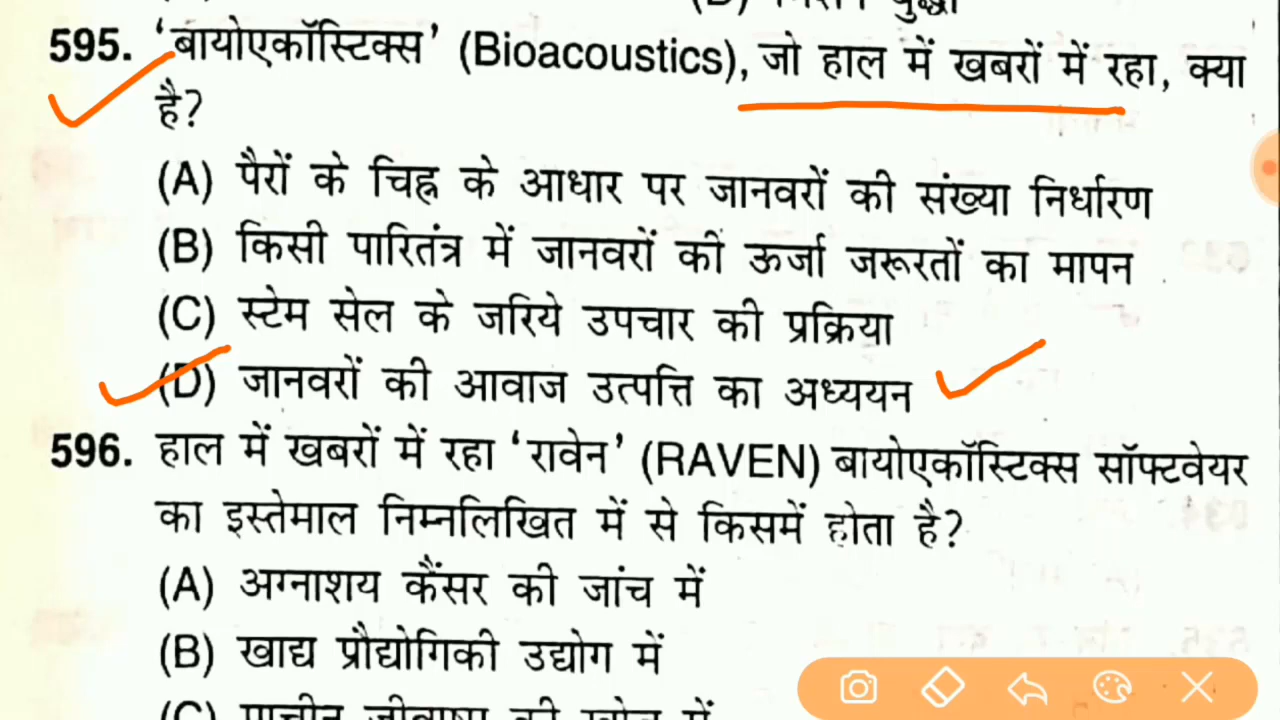 595. ‘बायोएकॉस्टिक्स’ (Bioacoustics), जो हाल में खबरों में रहा, क्या
है?
(A) पैरों के चिह्न के आधार पर जानवरों की संख्या निर्धारण
(B) किसी पारितंत्र में जानवरों की ऊर्जा जरूरतों का मापन
(C) स्टेम सेल के जरिये उपचार की प्रक्रिया
(D) जानवरों की आवाज उत्पत्ति का अध्ययन
596. हाल में खबरों में रहा ‘रावेन’ (RAVEN) बायोएकॉस्टिक्स सॉफ्टवेयर
का इस्तेमाल निम्नलिखित में से किसमें होता है?
(A) अग्नाशय कैंसर की जांच में
(B) खाद्य प्रौद्योगिकी उद्योग में